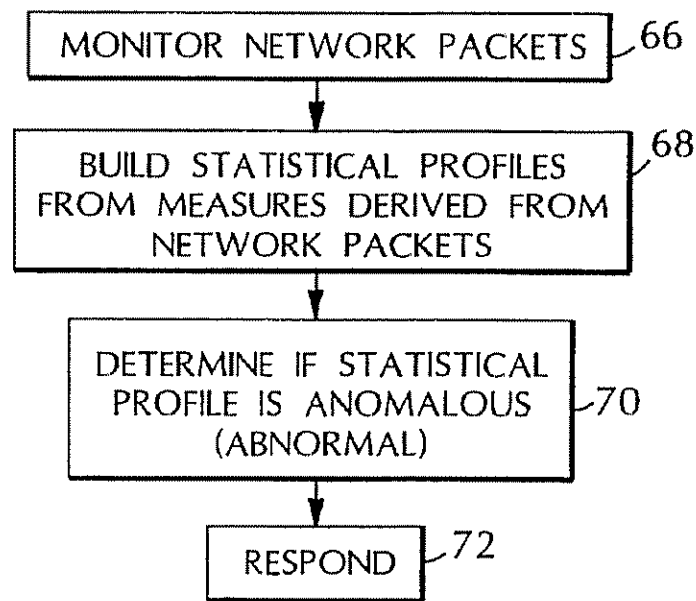 MONITOR NETWORK PACKETS 66
BUILD STATISTICAL PROFILES 68
FROM MEASURES DERIVED FROM
NETWORK PACKETS
DETERMINE IF STATISTICAL
PROFILE IS ANOMALOUS 70
(ABNORMAL)
RESPOND 72